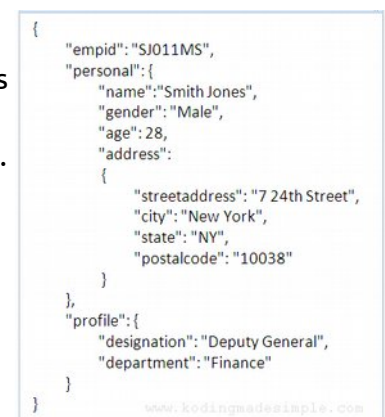 {
"empid": "SJ011MS",
"personal": {
"name":"Smith Jones",
"gender": "Male",
"age": 28,
"address":
{
"streetaddress": "7 24th Street",
"city": "New York",
"state": "NY",
"postalcode": "10038"
}
},
"profile": {
"designation": "Deputy General",
"department": "Finance"
}
}
www.kodingmadesimple.com
s
.